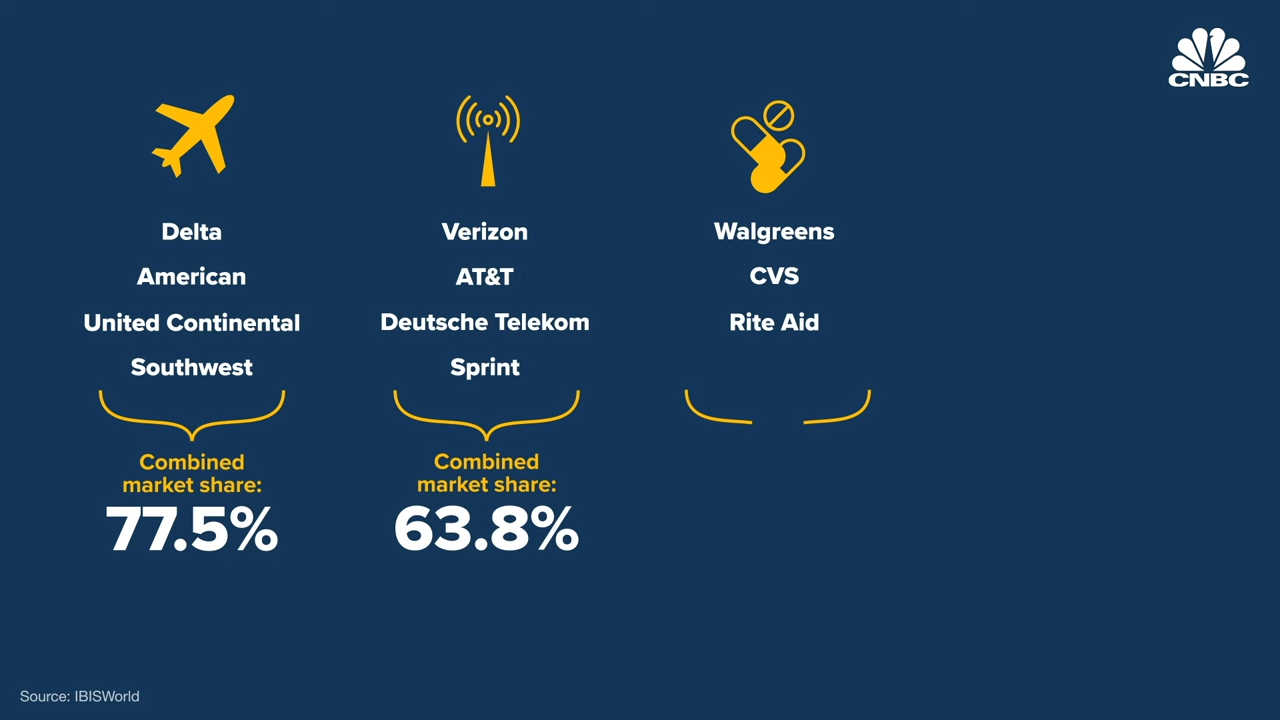 CNBC
Delta
American
United Continental
Southwest
Combined
market share:
77.5%
Verizon
AT&T
Deutsche Telekom
Sprint
Combined
market share:
63.8%
Walgreens
CVS
Rite Aid
Source: IBISWorld